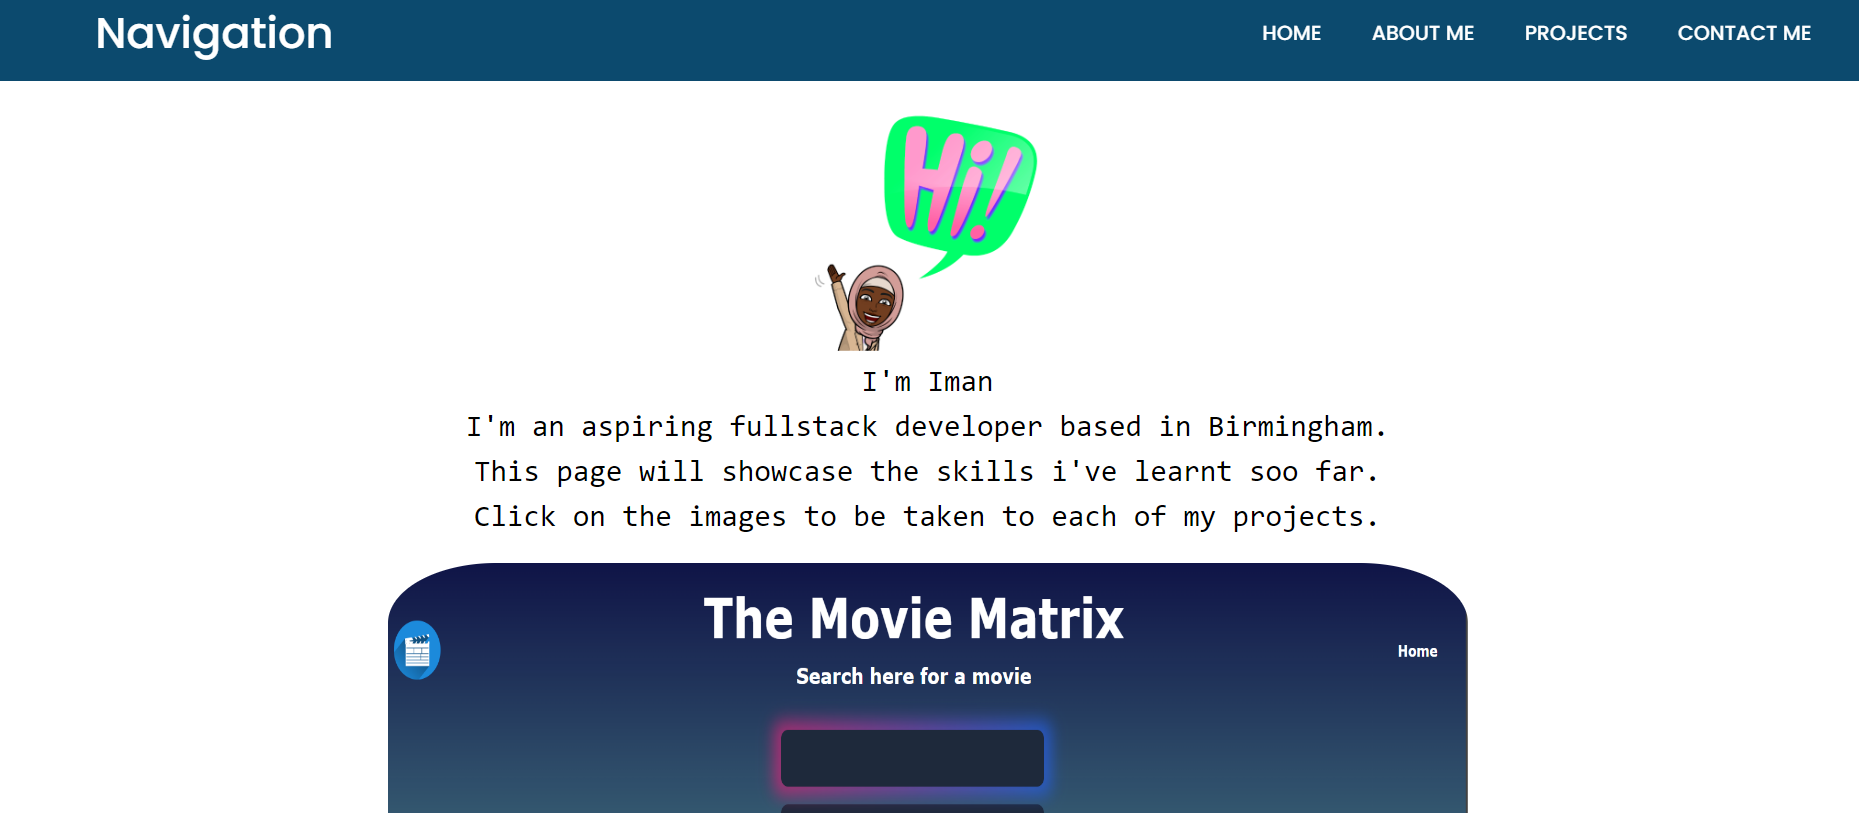 Navigation
HOME ABOUT ME PROJECTS CONTACT ME
Hi!
I'm Iman
I'm an aspiring fullstack developer based in Birmingham.
This page will showcase the skills i've learnt soo far.
Click on the images to be taken to each of my projects.
The Movie Matrix
Home
Search here for a movie